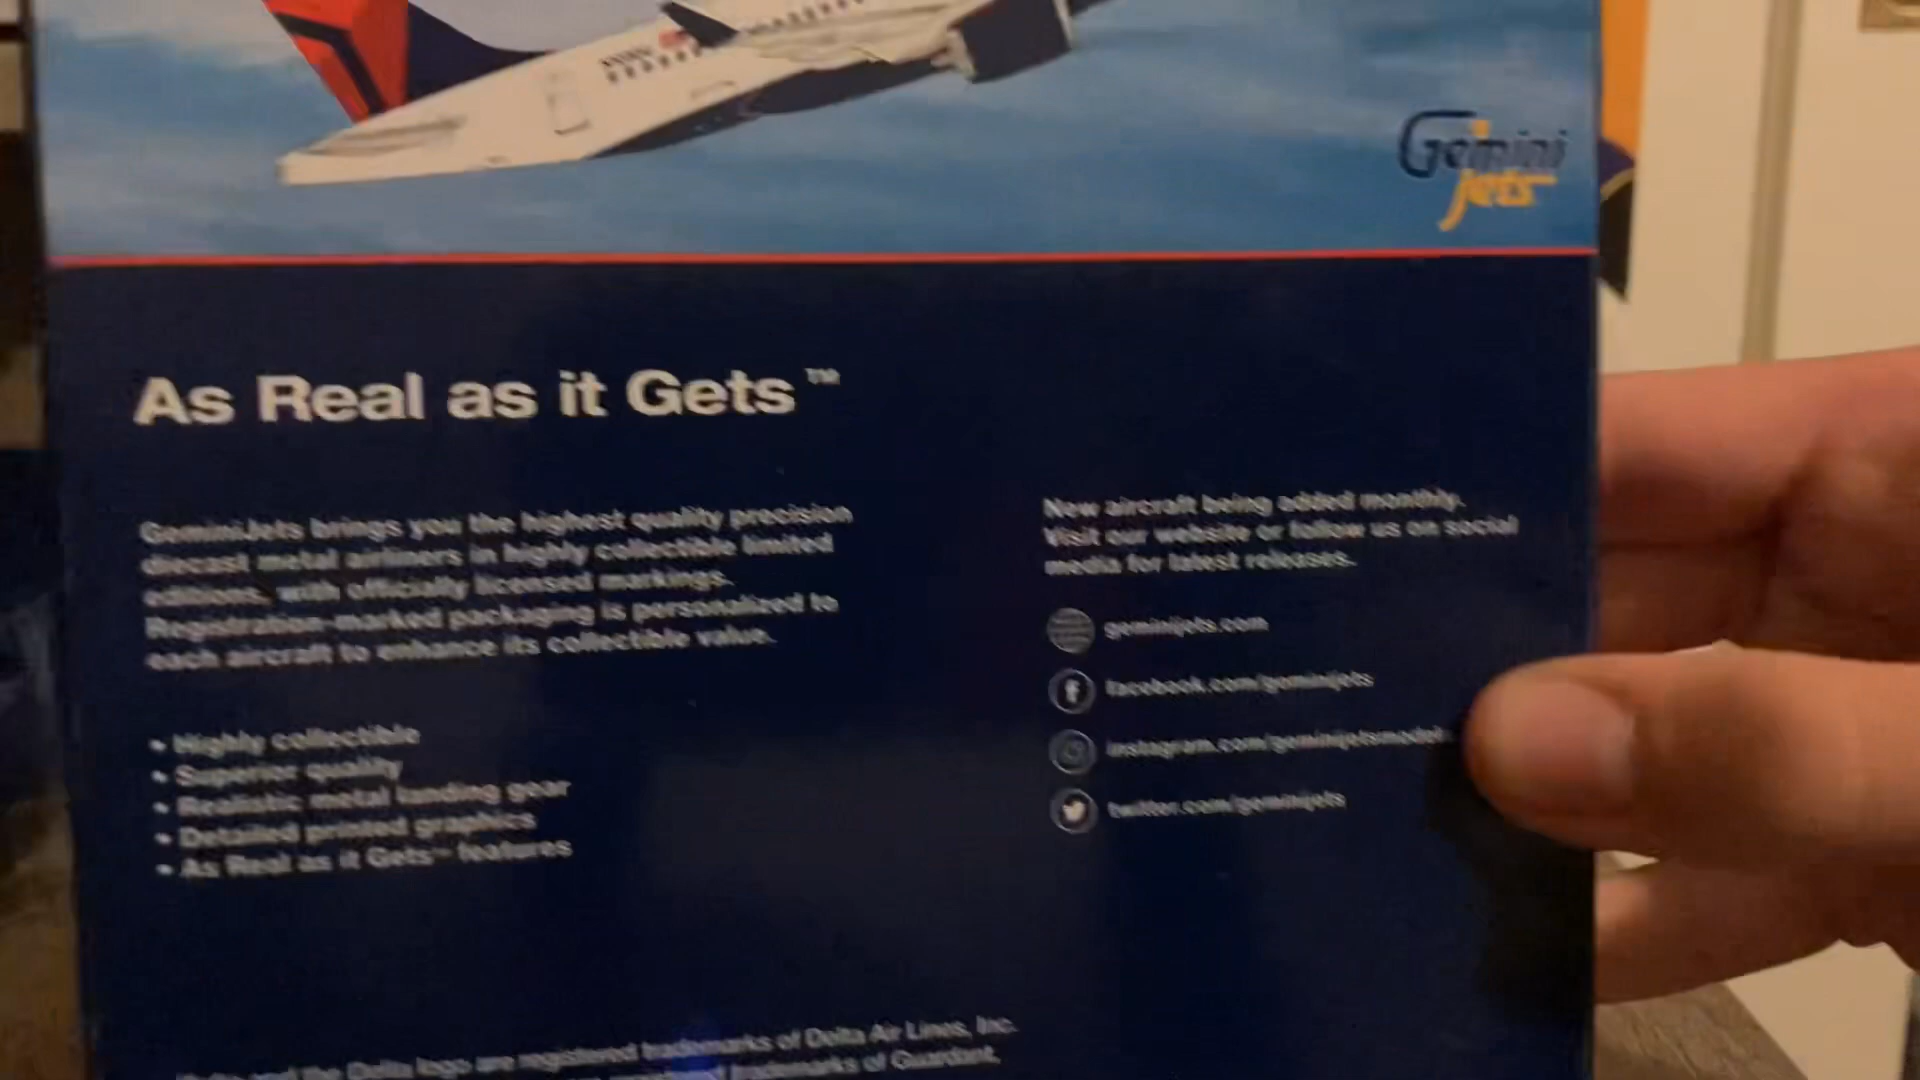 Gemini
Jets
As Real as it Gets™
GeminiJets brings you the highest quality precision
diecast metal airliners in highly collectible limited
editions, with officially licensed markings.
Registration-marked packaging is personalized to
each aircraft to enhance its collectible value.
• Highly collectible
• Superior quality
• Realistic metal landing gear
• Detailed printed graphics
• As Real as it Gets™ features
New aircraft being added monthly.
Visit our website or follow us on social
media for latest releases.
geminijets.com
facebook.com/geminijets
instagram.com/geminijetsmodel
twitter.com/geminijets
and the Delta logo are registered trademarks of Delta Air Lines, Inc.
registered trademarks of Guardant.